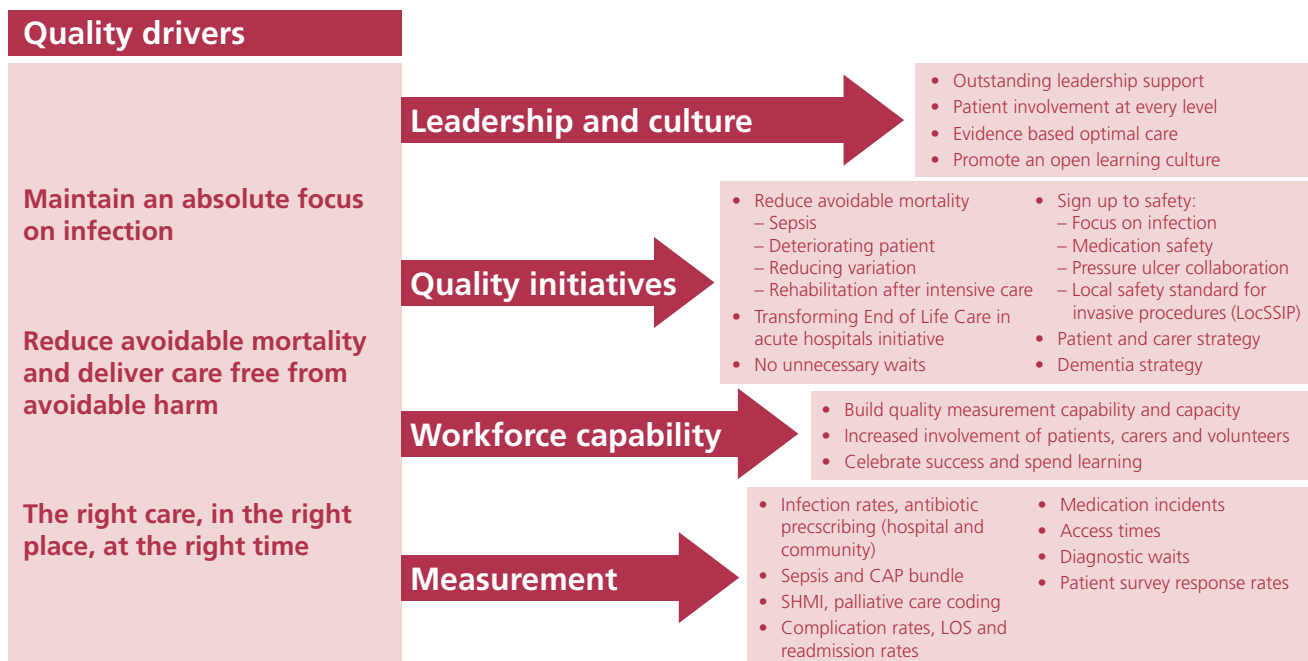 Quality drivers
Maintain an absolute focus
on infection
Reduce avoidable mortality
and deliver care free from
avoidable harm
The right care, in the right
place, at the right time
Leadership and culture
• Outstanding leadership support
• Patient involvement at every level
• Evidence based optimal care
• Promote an open learning culture
Quality initiatives
• Reduce avoidable mortality
– Sepsis
– Deteriorating patient
– Reducing variation
– Rehabilitation after intensive care
• Transforming End of Life Care in
acute hospitals initiative
• No unnecessary waits
• Sign up to safety:
– Focus on infection
– Medication safety
– Pressure ulcer collaboration
– Local safety standard for
invasive procedures (LocSSIP)
• Patient and carer strategy
• Dementia strategy
Workforce capability
• Build quality measurement capability and capacity
• Increased involvement of patients, carers and volunteers
• Celebrate success and spend learning
Measurement
• Infection rates, antibiotic
precscribing (hospital and
community)
• Sepsis and CAP bundle
• SHMI, palliative care coding
• Complication rates, LOS and
readmission rates
• Medication incidents
• Access times
• Diagnostic waits
• Patient survey response rates